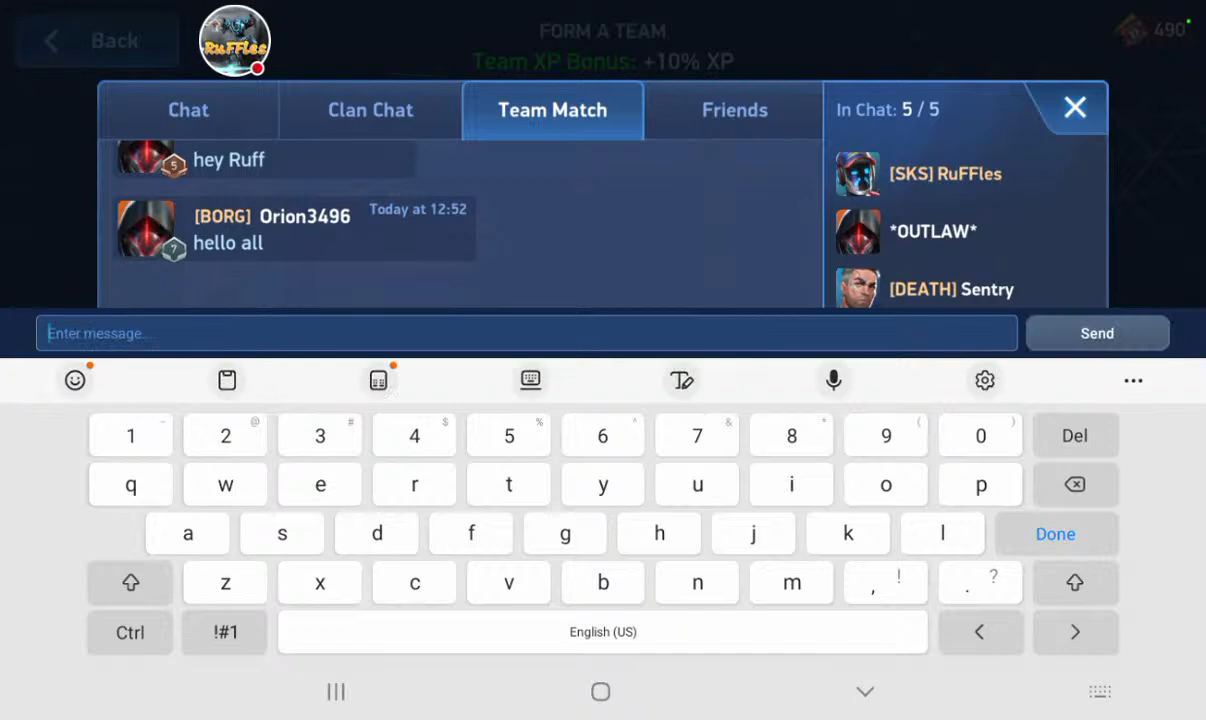 Back
RuFFles
FORM A TEAM
Team XP Bonus: +10% XP
490
Chat
Clan Chat
Team Match
Friends
In Chat: 5 / 5
5
hey Ruff
[BORG] Orion3496
Today at 12:52
7
hello all
[SKS] RuFFles
*OUTLAW*
[DEATH] Sentry
Enter message...
Send
1 ~ 2 @ 3 # 4 $ 5 % 6 ^ 7 & 8 * 9 ( 0 ) Del
q w e r t y u i o p
a s d f g h j k l Done
z x c v b n m , ! . ?
Ctrl !#1 English (US) < >